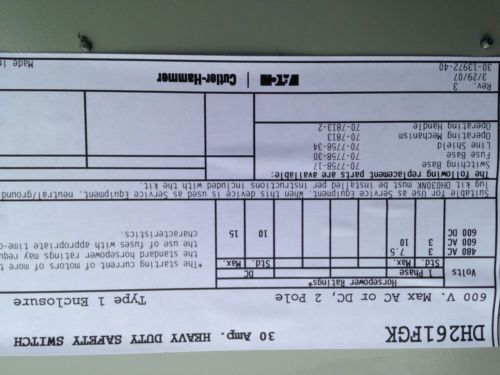 DH261FGK 30 Amp. HEAVY DUTY SAFETY SWITCH
600 V. Max AC or DC, 2 Pole Type 1 Enclosure
Volts Horsepower Ratings*
1 Phase DC
Std. Max. Std. Max.
480 AC 3 7.5
600 AC 3 10
600 DC 10 15
*The starting current of motors of more t
the standard horsepower ratings may requ
the use of fuses with appropriate time-
characteristics.
Suitable for Use as Service Equipment. When this device is used as Service Equipment, neutral/ground
lug kit DH030NK must be installed per instructions included with the kit.
The following replacement parts are available:
Switching Base 70-7758-17
Fuse Base 70-7758-30
Line Shield 70-7758-34
Operating Mechanism 70-7813
Operating Handle 70-7813-2
Rev. 3
3/29/07
30-13972-40
EATON Cutler-Hammer
Made in